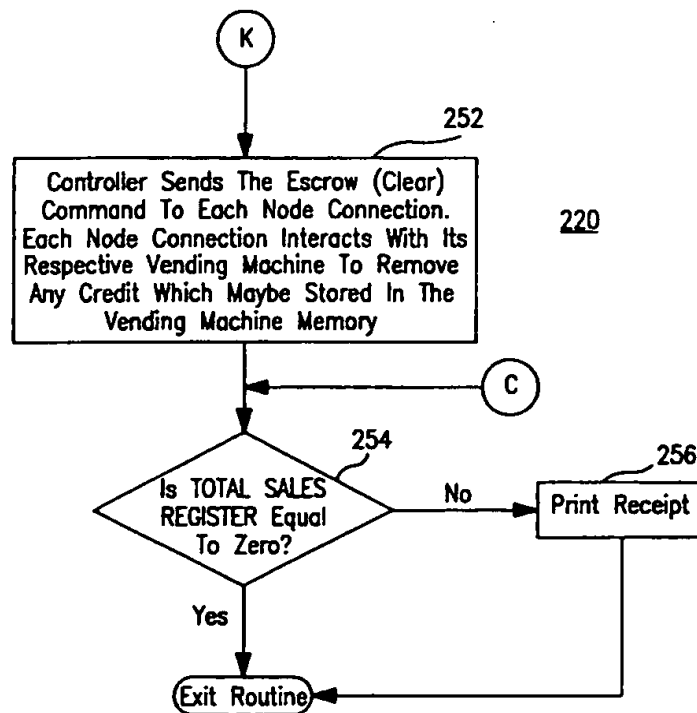 K
252
Controller Sends The Escrow (Clear)
Command To Each Node Connection.
Each Node Connection Interacts With Its
Respective Vending Machine To Remove
Any Credit Which Maybe Stored In The
Vending Machine Memory
220
C
254
Is TOTAL SALES
REGISTER Equal
To Zero?
No
256
Print Receipt
Yes
Exit Routine